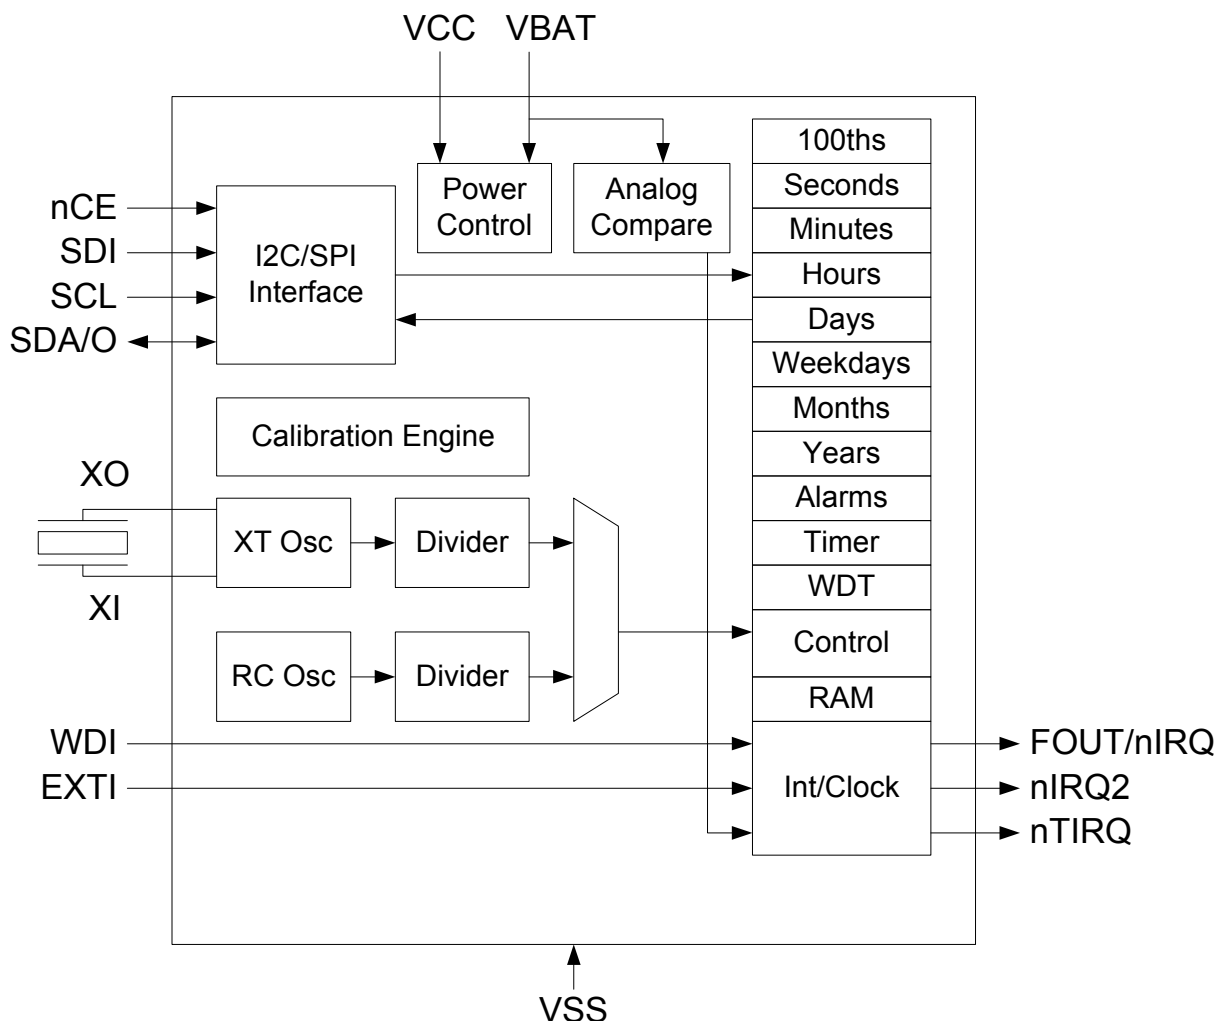 VCC VBAT
nCE
SDI
SCL
SDA/O
I2C/SPI
Interface
Power
Control
Analog
Compare
100ths
Seconds
Minutes
Hours
Days
Weekdays
Months
Years
Alarms
Timer
WDT
Control
RAM
Int/Clock
Calibration Engine
XO
XI
XT Osc
Divider
RC Osc
Divider
WDI
EXTI
FOUT/nIRQ
nIRQ2
nTIRQ
VSS